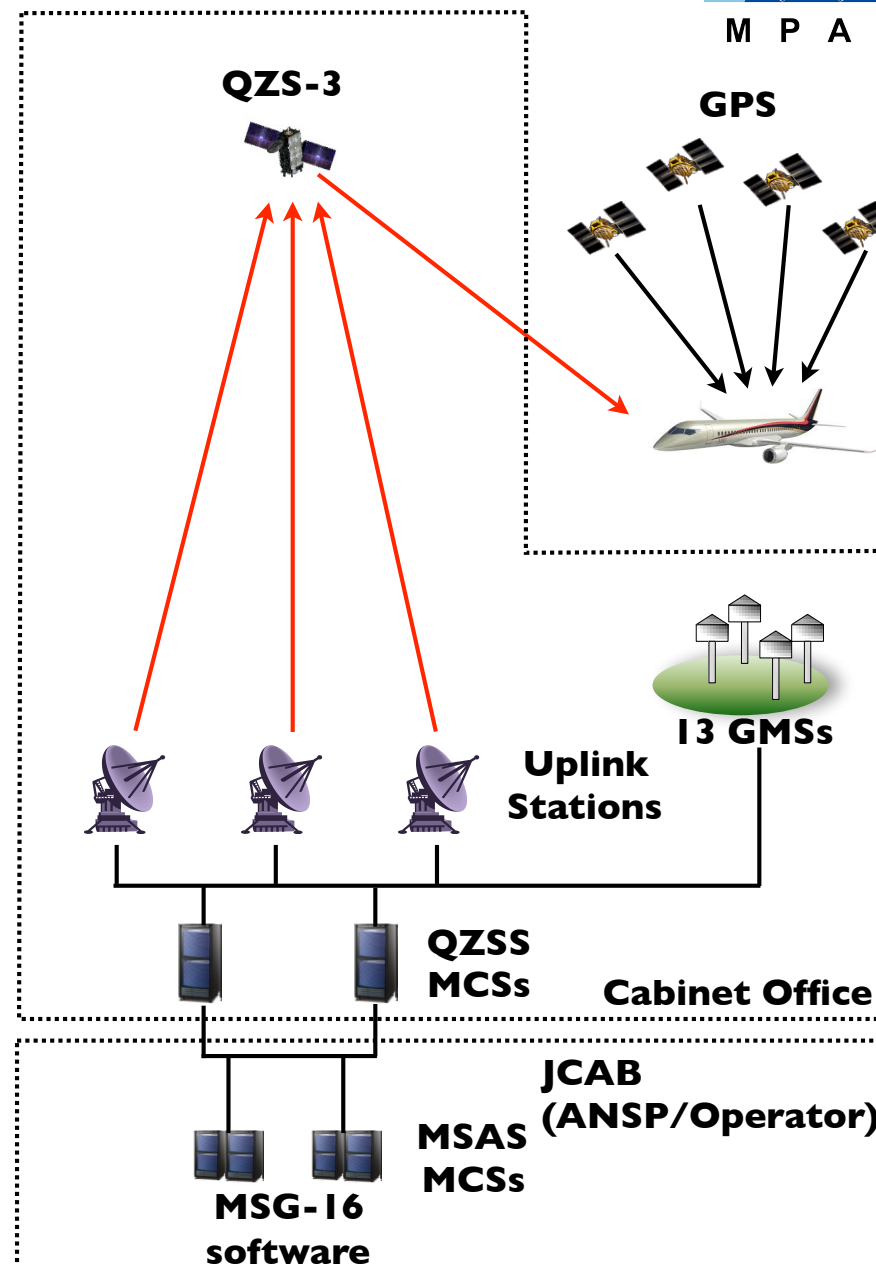 M P A
QZS-3
GPS
13 GMSs
Uplink
Stations
QZSS
MCSs
Cabinet Office
JCAB
(ANSP/Operator)
MSAS
MCSs
MSG-16
software